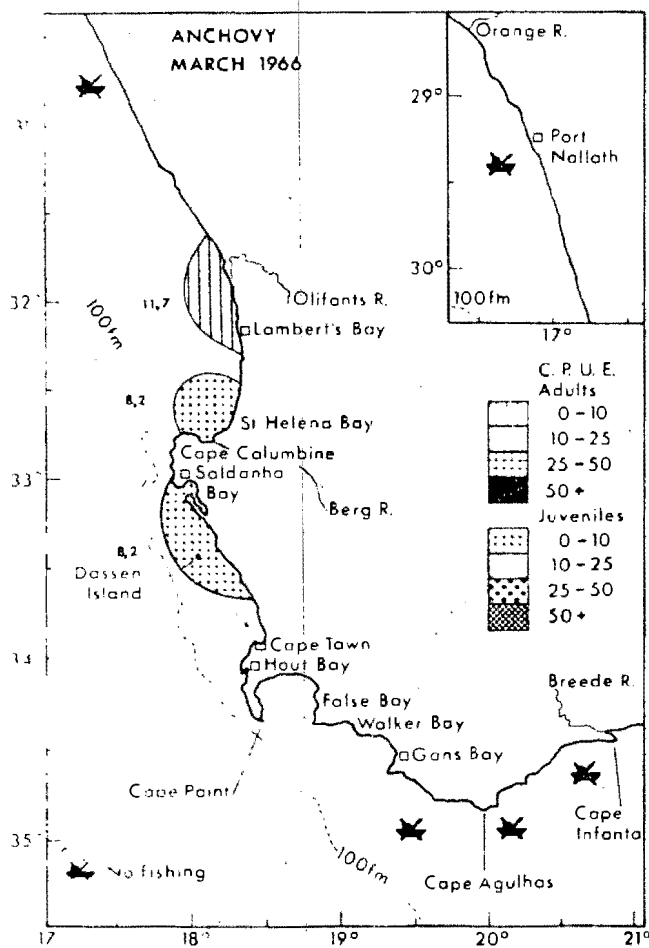 ANCHOVY
MARCH 1966
Orange R.
29°
Port
Nallath
30°
100fm
17°
31
11,7
Olifants R.
32
100fm
Lambert's Bay
C. P. U. E.
Adults
0-10
10-25
25-50
50+
Juveniles
0-10
10-25
25-50
50+
8,2
St Helena Bay
Cape Columbine
33°
Saldanha
Bay
Berg R.
8,2
Dassen
Island
Cape Town
Hout Bay
Breede R.
False Bay
Walker Bay
Gans Bay
Cape Point
Cape
Infanta
35
100fm
No fishing
Cape Agulhas
17
18°
19°
20°
21°